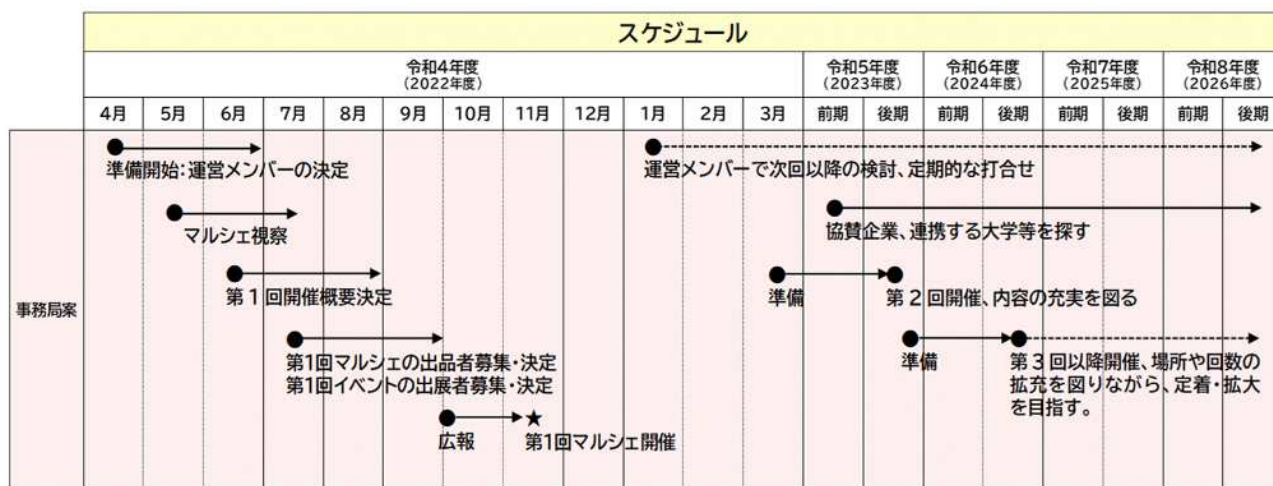 スケジュール
令和4年度
(2022年度)
令和5年度
(2023年度)
令和6年度
(2024年度)
令和7年度
(2025年度)
令和8年度
(2026年度)
4月 5月 6月 7月 8月 9月 10月 11月 12月 1月 2月 3月 前期 後期 前期 後期 前期 後期 前期 後期
事務局案
準備開始:運営メンバーの決定
運営メンバーで次回以降の検討、定期的な打合せ
マルシェ視察
協賛企業、連携する大学等を探す
第1回開催概要決定
準備
第2回開催、内容の充実を図る
第1回マルシェの出品者募集・決定
第1回イベントの出展者募集・決定
準備
第3回以降開催、場所や回数の
拡充を図りながら、定着・拡大
を目指す。
広報
★
第1回マルシェ開催